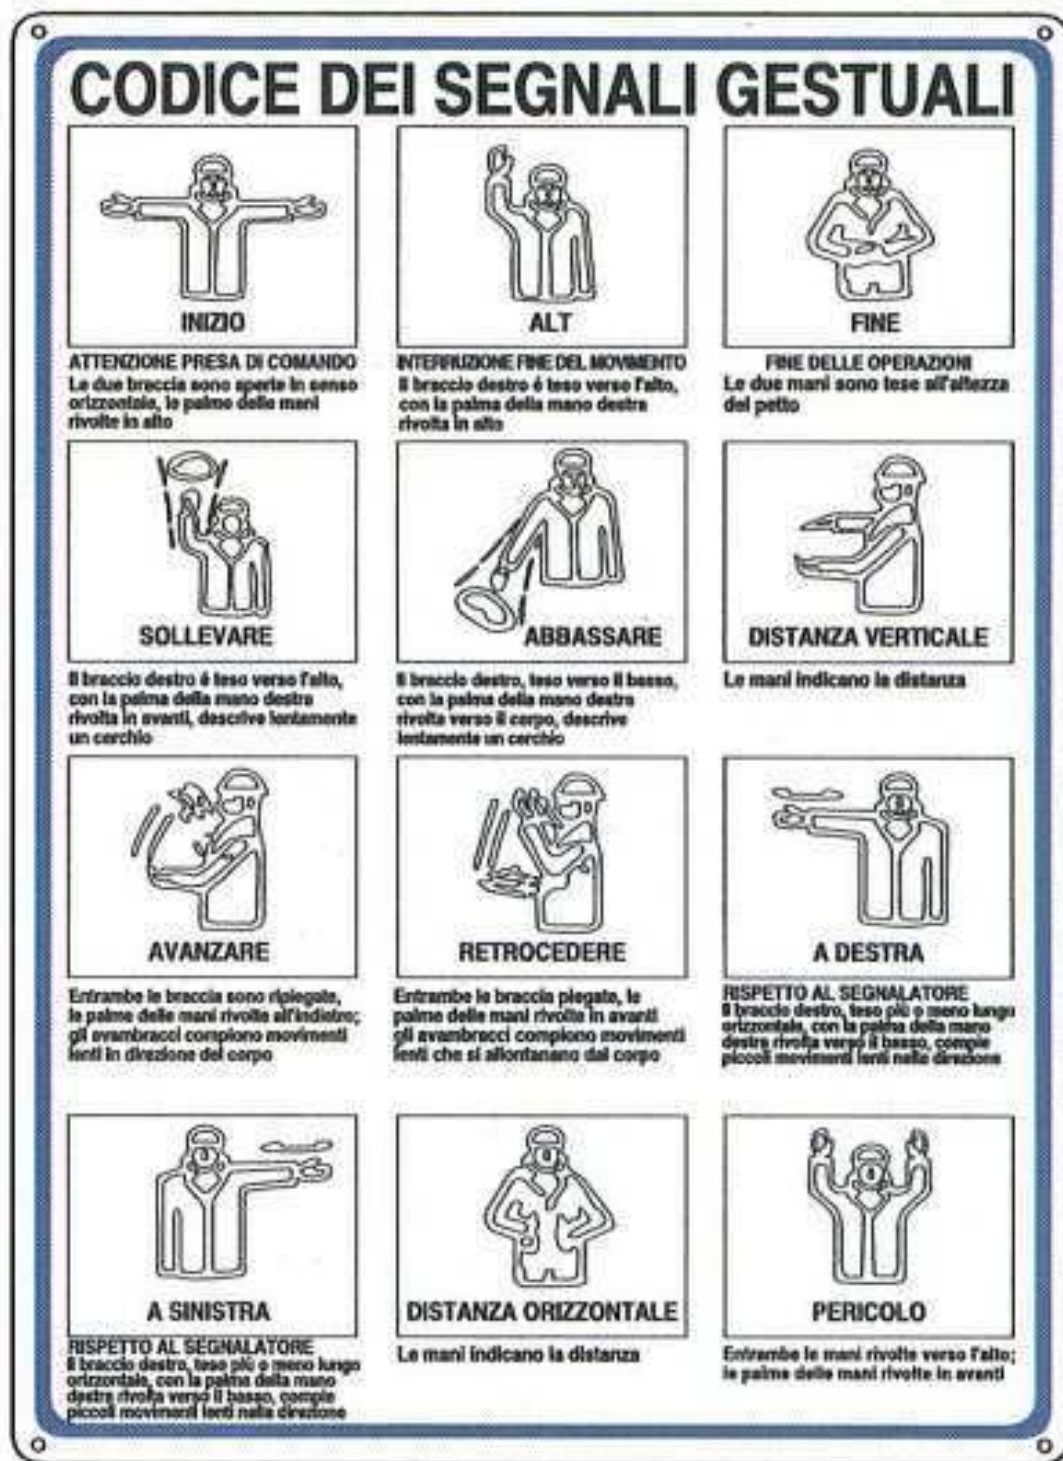 CODICE DEI SEGNALI GESTUALI
INIZIO
ATTENZIONE PRESA DI COMANDO
Le due braccia sono aperte in senso
orizzontale, le palme delle mani
rivolte in alto
ALT
INTERRUZIONE FINE DEL MOVIMENTO
Il braccio destro é teso verso l'alto,
con la palma della mano destra
rivolta in alto
FINE
FINE DELLE OPERAZIONI
Le due mani sono tese all'altezza
del petto
SOLLEVARE
Il braccio destro é teso verso l'alto,
con la palma della mano destra
rivolta in avanti, descrive lentamente
un cerchio
ABBASSARE
Il braccio destro, teso verso il basso,
con la palma della mano destra
rivolta verso il corpo, descrive
lentamente un cerchio
DISTANZA VERTICALE
Le mani indicano la distanza
AVANZARE
Entrambe le braccia sono ripiegate,
le palme delle mani rivolte all'indietro;
gli avambracci compiono movimenti
lenti in direzione del corpo
RETROCEDERE
Entrambe le braccia piegate, le
palme delle mani rivolte in avanti
gli avambracci compiono movimenti
lenti che si allontanano dal corpo
A DESTRA
RISPETTO AL SEGNALATORE
Il braccio destro, teso più o meno lungo
orizzontale, con la palma della mano
destra rivolta verso il basso, compie
piccoli movimenti lenti nella direzione
A SINISTRA
RISPETTO AL SEGNALATORE
Il braccio destro, teso più o meno lungo
orizzontale, con la palma della mano
destra rivolta verso il basso, compie
piccoli movimenti lenti nella direzione
DISTANZA ORIZZONTALE
Le mani indicano la distanza
PERICOLO
Entrambe le mani rivolte verso l'alto;
le palme delle mani rivolte in avanti